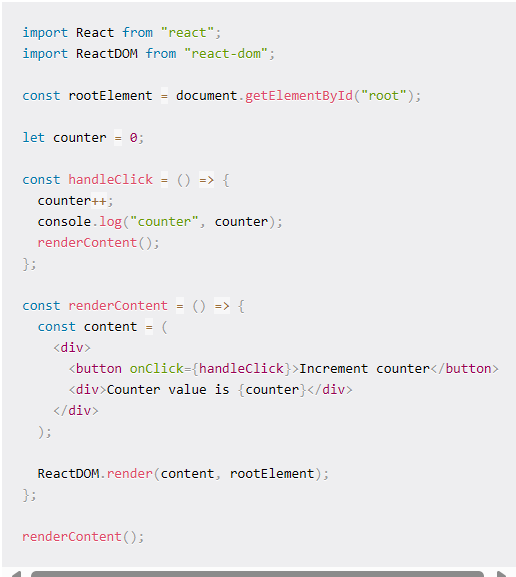 import React from "react";
import ReactDOM from "react-dom";

const rootElement = document.getElementById("root");

let counter = 0;

const handleClick = () => {
  counter++;
  console.log("counter", counter);
  renderContent();
};

const renderContent = () => {
  const content = (
    <div>
      <button onClick={handleClick}>Increment counter</button>
      <div>Counter value is {counter}</div>
    </div>
  );

  ReactDOM.render(content, rootElement);
};

renderContent();